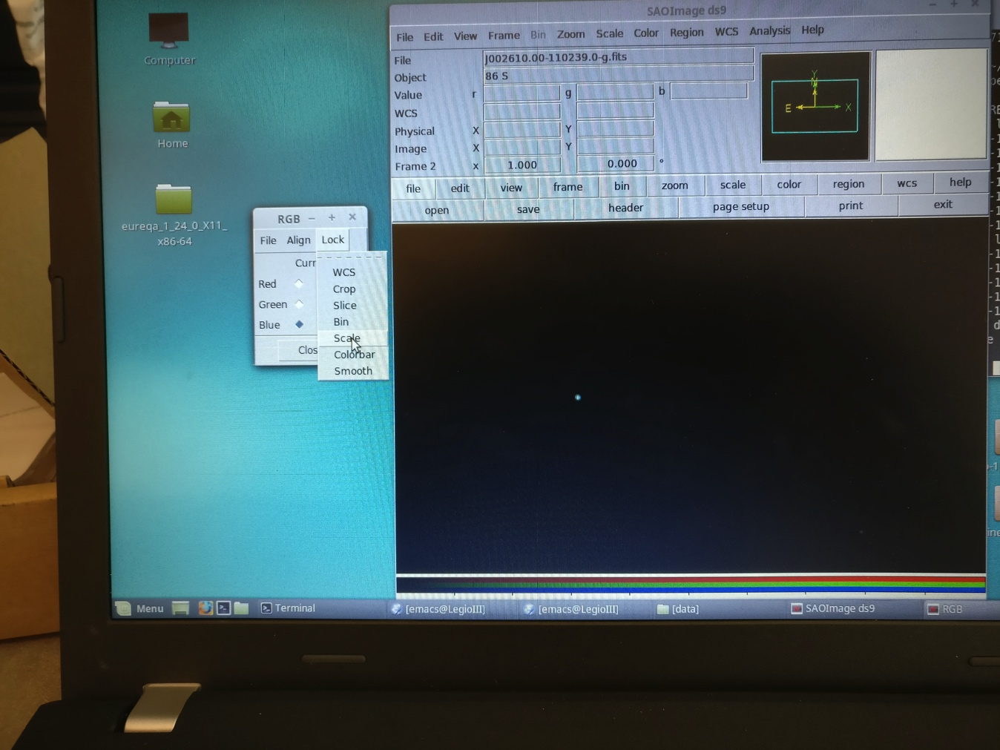 Computer
Home
eureqa_1_24_0_X11_
x86-64
RGB
File Align Lock
Curr
Red
Green
Blue
Clos
WCS
Crop
Slice
Bin
Scale
Colorbar
Smooth
SAOImage ds9
File Edit View Frame Bin Zoom Scale Color Region WCS Analysis Help
File J002610.00-110239.0-g.fits
Object 86 S
Value r g b
WCS
Physical X Y
Image X Y
Frame 2 x 1.000 0.000 °
Y
N
E X
file edit view frame bin zoom scale color region wcs help
open save header page setup print exit
Menu Terminal [emacs@LegioIII] [emacs@LegioIII] [data] SAOImage ds9 RGB